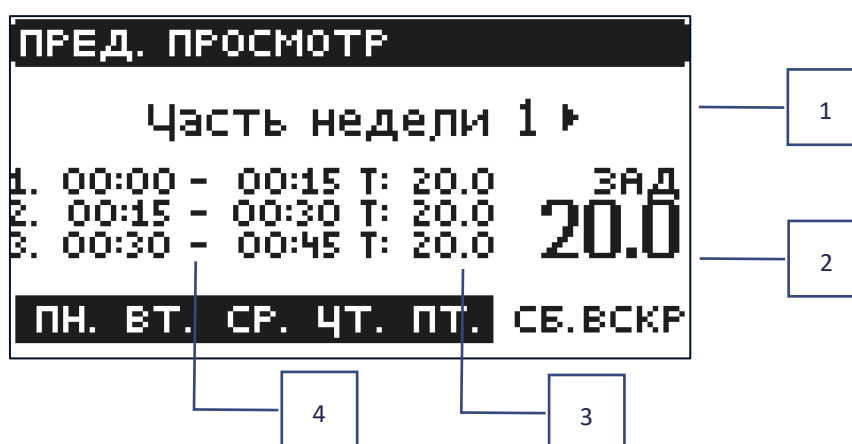 ПРЕД. ПРОСМОТР
Часть недели 1
1. 00:00 - 00:15 Т: 20.0
2. 00:15 - 00:30 Т: 20.0
3. 00:30 - 00:45 Т: 20.0
ЗАД
20.0
ПН. ВТ. СР. ЧТ. ПТ. СБ. ВСКР
1
2
3
4